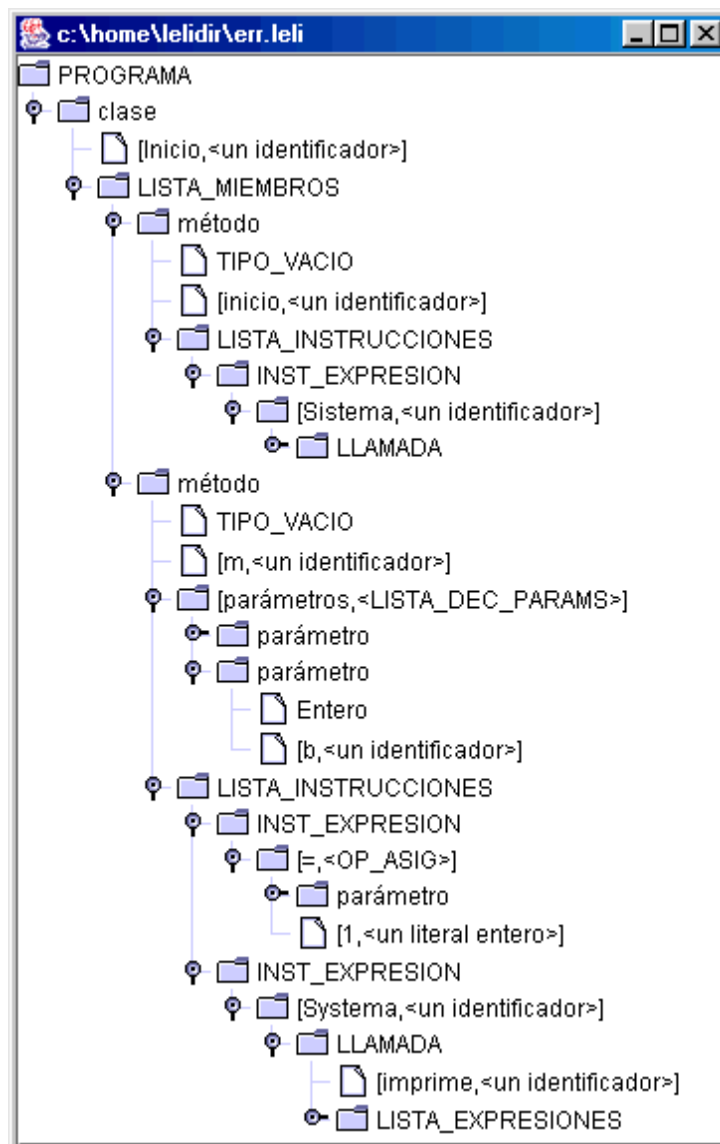 c:\home\lelidir\err.leli
PROGRAMA
clase
[Inicio,<un identificador>]
LISTA_MIEMBROS
método
TIPO_VACIO
[inicio,<un identificador>]
LISTA_INSTRUCCIONES
INST_EXPRESION
[Sistema,<un identificador>]
LLAMADA
método
TIPO_VACIO
[m,<un identificador>]
[parámetros,<LISTA_DEC_PARAMS>]
parámetro
parámetro
Entero
[b,<un identificador>]
LISTA_INSTRUCCIONES
INST_EXPRESION
[=,<OP_ASIG>]
parámetro
[1,<un literal entero>]
INST_EXPRESION
[Systema,<un identificador>]
LLAMADA
[imprime,<un identificador>]
LISTA_EXPRESIONES